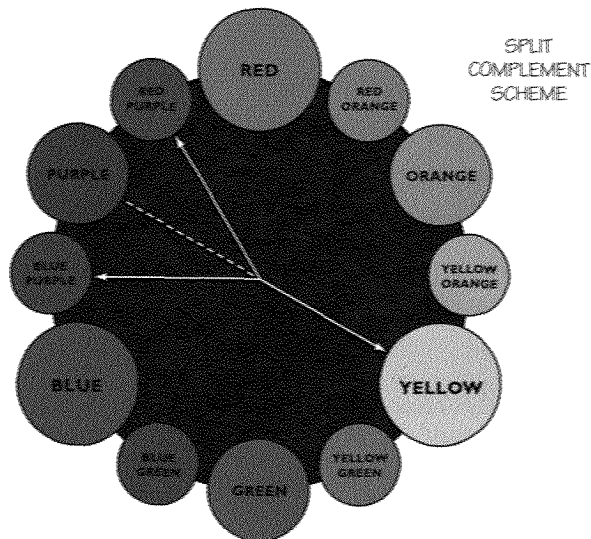 SPLIT
COMPLEMENT
SCHEME
RED
RED
ORANGE
ORANGE
YELLOW
ORANGE
YELLOW
YELLOW
GREEN
GREEN
BLUE
GREEN
BLUE
BLUE
PURPLE
PURPLE
RED
PURPLE